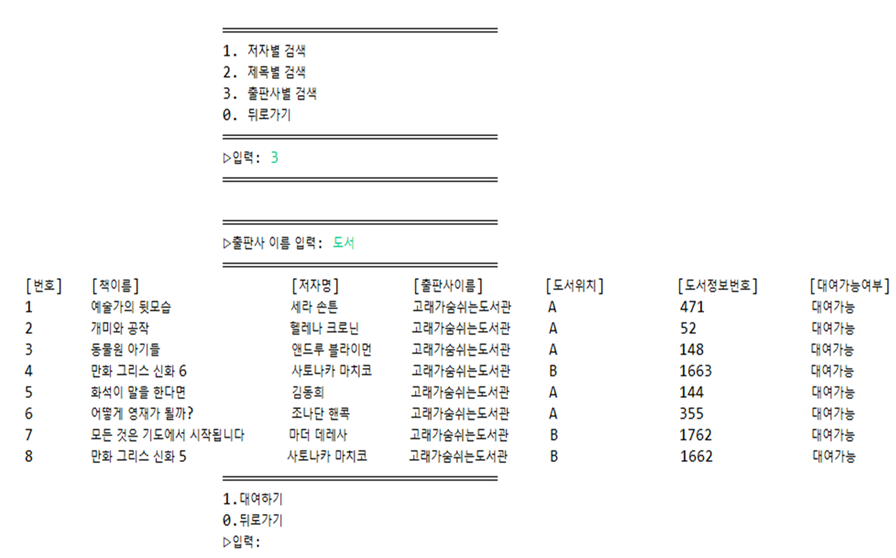 1. 저자별 검색
2. 제목별 검색
3. 출판사별 검색
0. 뒤로가기
▷입력: 3
▷출판사 이름 입력: 도서
[번호] [책이름] [저자명] [출판사이름] [도서위치] [도서정보번호] [대여가능여부]
1 예술가의 뒷모습 세라 손튼 고래가숨쉬는도서관 A 471 대여가능
2 개미와 공작 헬레나 크로닌 고래가숨쉬는도서관 A 52 대여가능
3 동물원 아기들 앤드루 블라이먼 고래가숨쉬는도서관 A 148 대여가능
4 만화 그리스 신화 6 사토나카 마치코 고래가숨쉬는도서관 B 1663 대여가능
5 화석이 말을 한다면 김동희 고래가숨쉬는도서관 A 144 대여가능
6 어떻게 영재가 될까? 조나단 핸콕 고래가숨쉬는도서관 A 355 대여가능
7 모든 것은 기도에서 시작됩니다 마더 데레사 고래가숨쉬는도서관 B 1762 대여가능
8 만화 그리스 신화 5 사토나카 마치코 고래가숨쉬는도서관 B 1662 대여가능
1.대여하기
0.뒤로가기
▷입력: